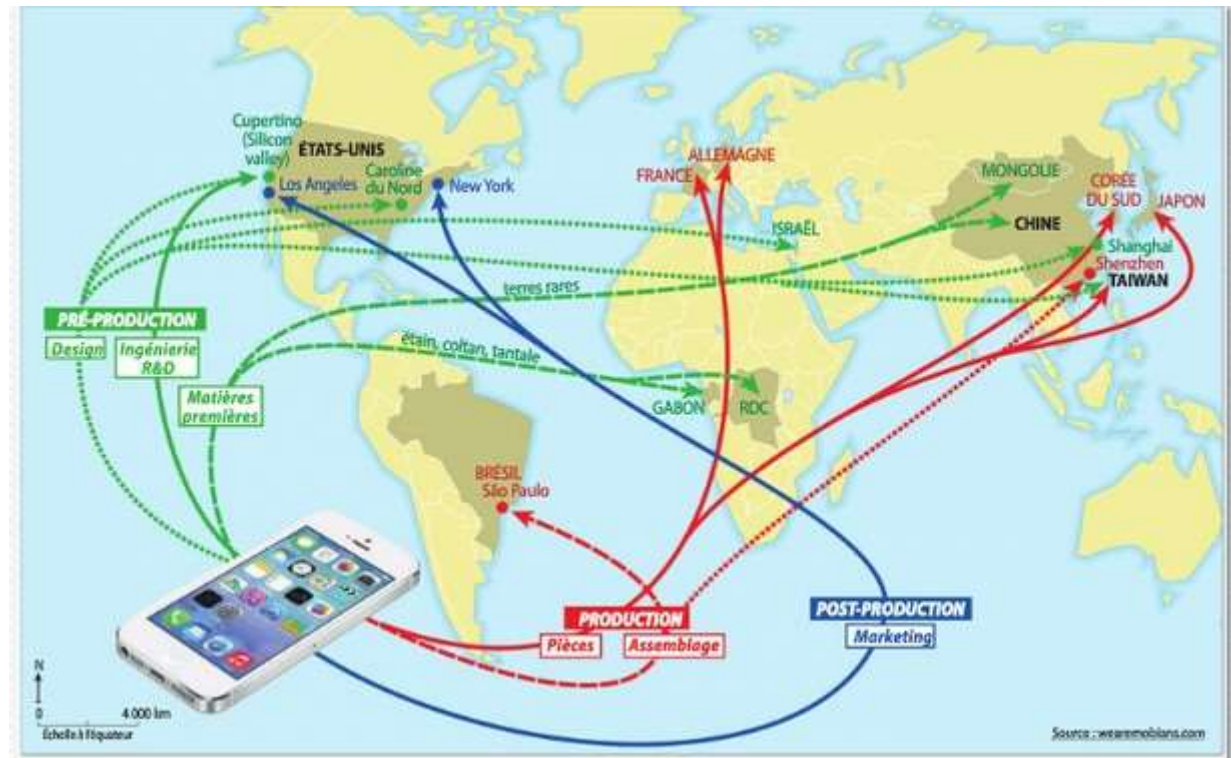 Cupertino
(Silicon
valley)
ÉTATS-UNIS
Los Angeles
Caroline
du Nord
New York
ALLEMAGNE
FRANCE
ISRAËL
MONGOLIE
CHINE
CORÉE
DU SUD
JAPON
Shanghai
Shenzhen
TAIWAN
terres rares
PRÉ-PRODUCTION
Design
Ingénierie
R&D
Matières
premières
étain, coltan, tantale
GABON
RDC
BRÉSIL
São Paulo
PRODUCTION
Pièces
Assemblage
POST-PRODUCTION
Marketing
N
0
4 000 km
Échelle à l'équateur
Source : wearemobians.com